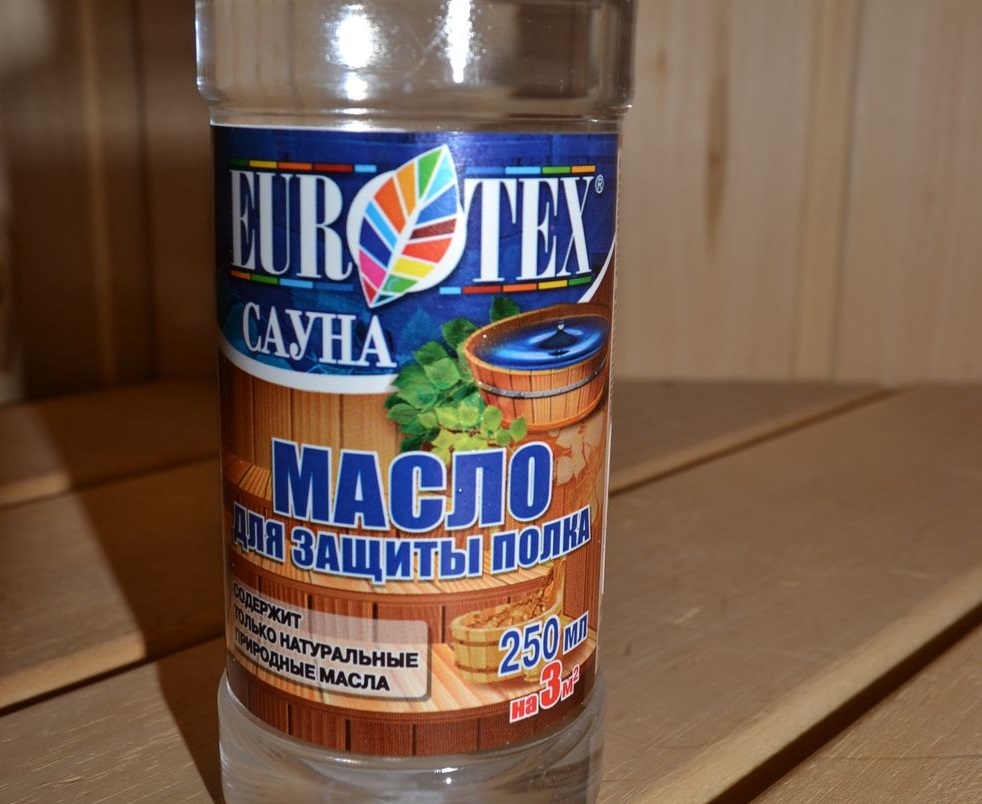 EUROTEX®
САУНА
МАСЛО
ДЛЯ ЗАЩИТЫ ПОЛКА
СОДЕРЖИТ
ТОЛЬКО НАТУРАЛЬНЫЕ
ПРИРОДНЫЕ МАСЛА
250 мл
на 3 м²